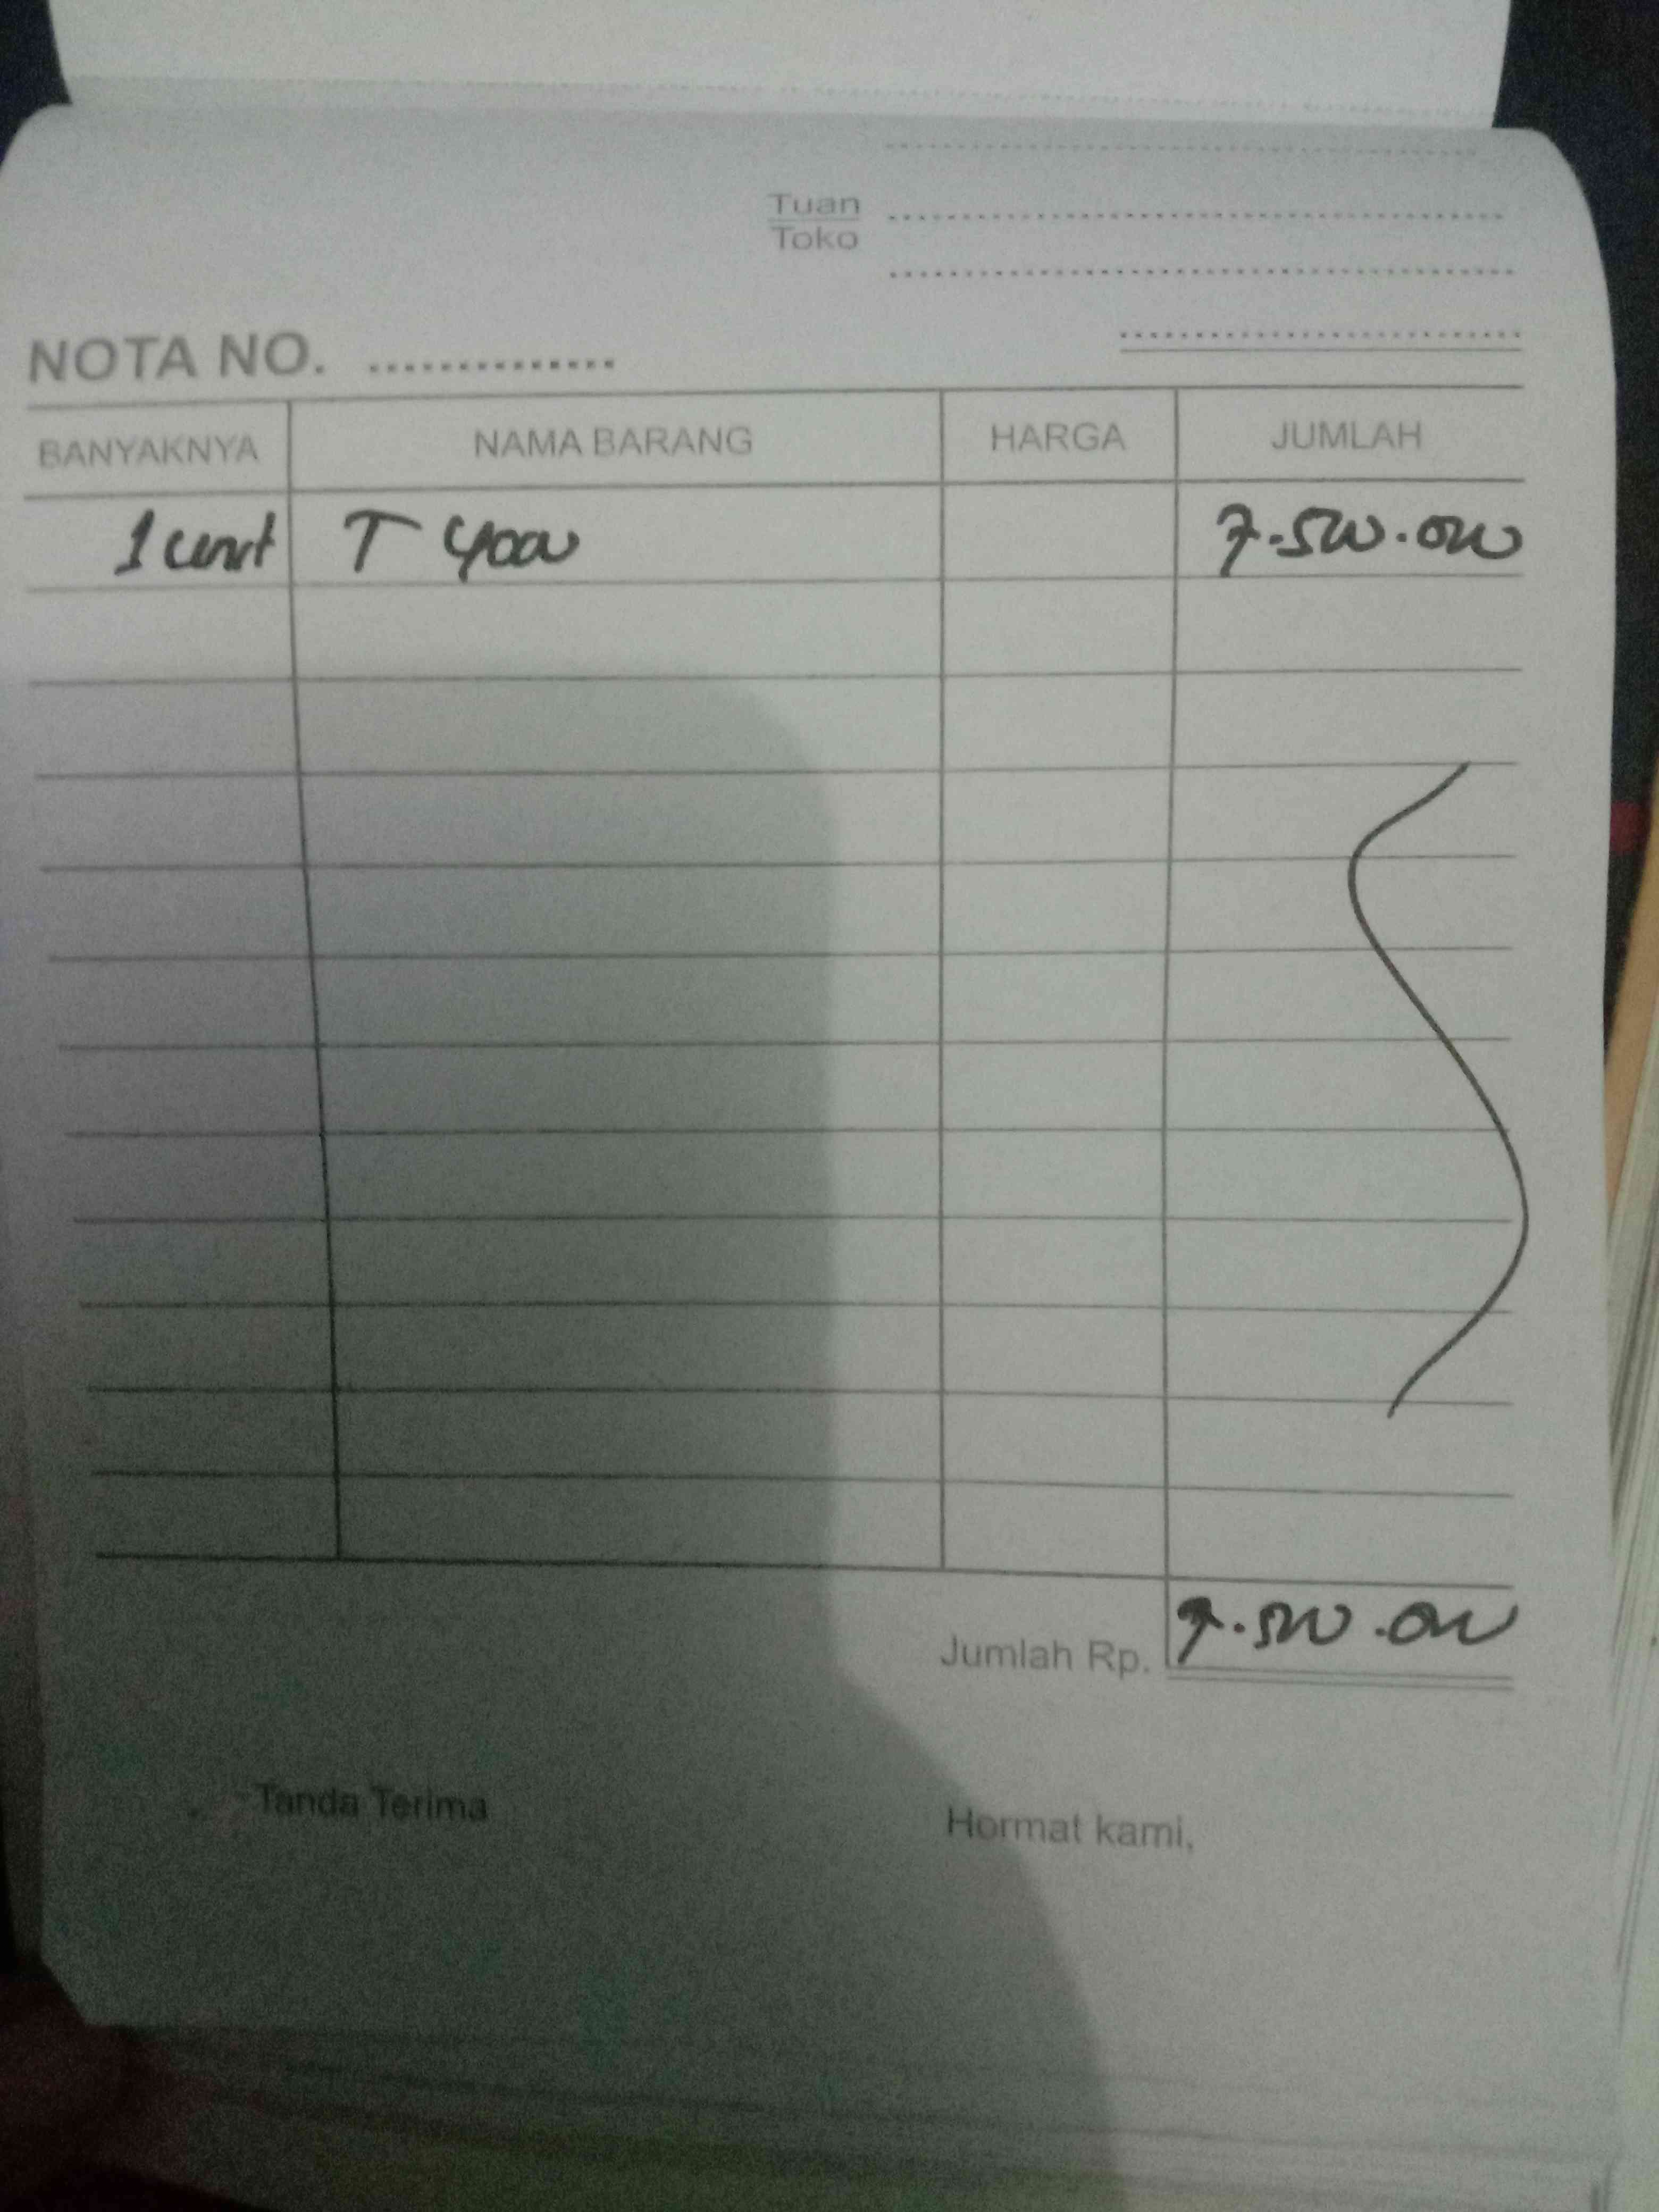 Tuan
Toko
NOTA NO. ..............
BANYAKNYA NAMA BARANG HARGA JUMLAH
1 unit T 4000 7.500.000
Jumlah Rp. 7.500.000
Tanda Terima Hormat kami,